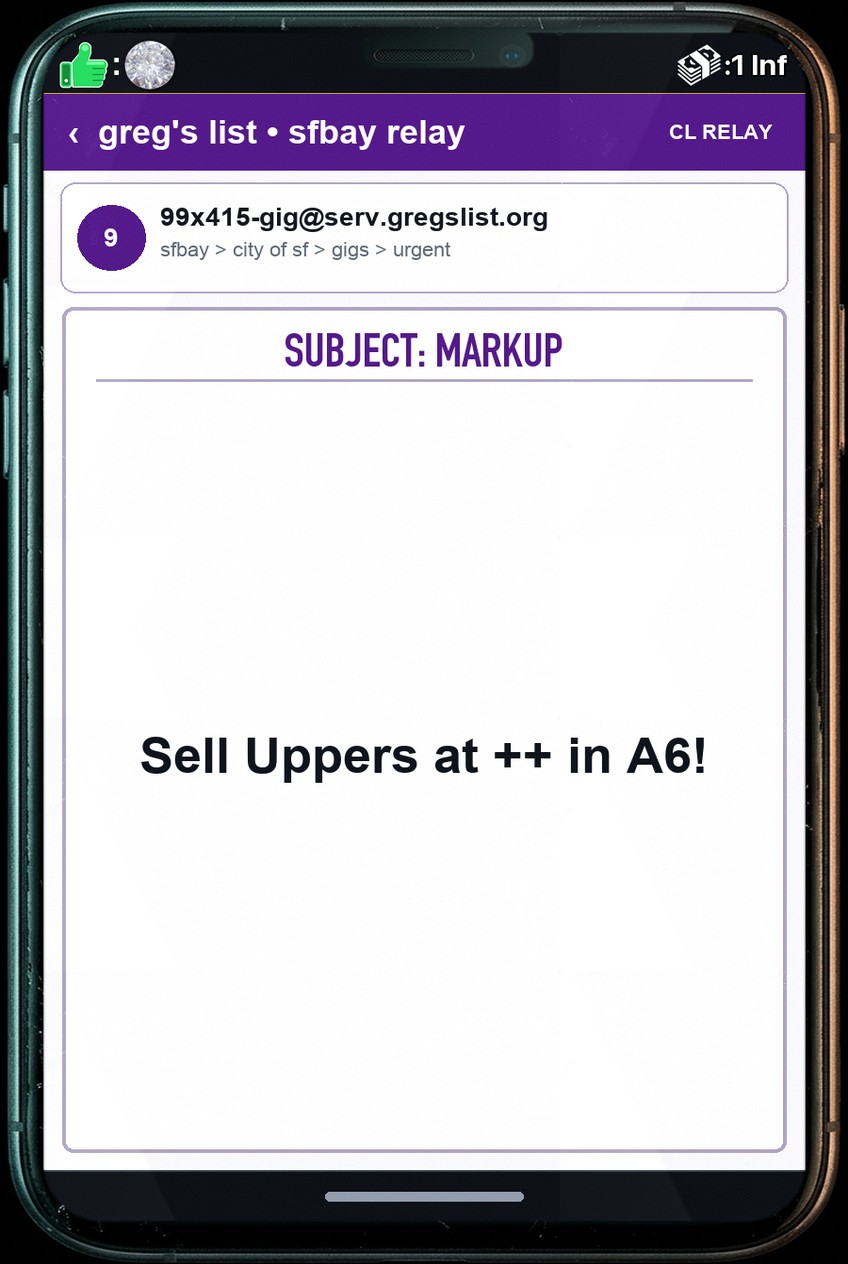 : :1 Inf
‹ greg's list • sfbay relay CL RELAY
9 99x415-gig@serv.gregslist.org
sfbay > city of sf > gigs > urgent
SUBJECT: MARKUP
Sell Uppers at ++ in A6!